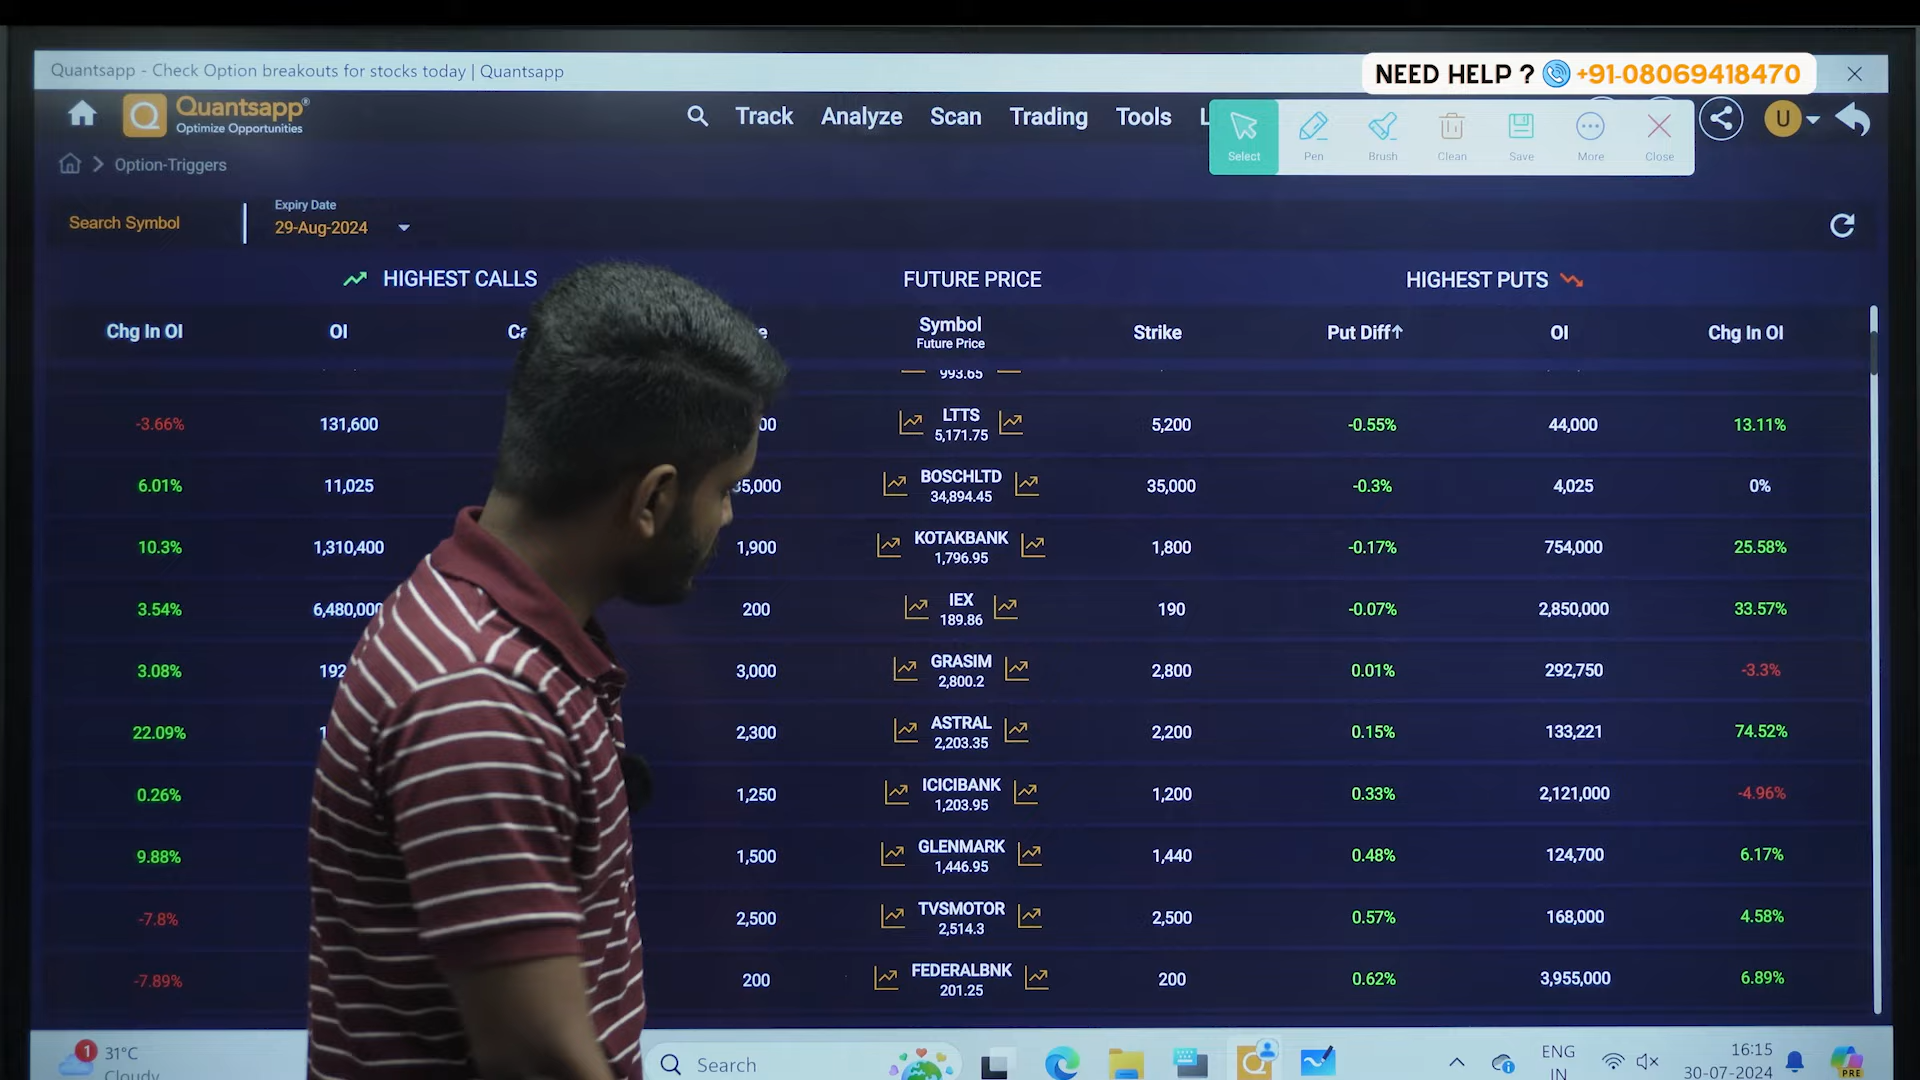 Quantsapp - Check Option breakouts for stocks today | Quantsapp
NEED HELP ? +91-08069418470
Quantsapp®
Optimize Opportunities
Track Analyze Scan Trading Tools
U
Select Pen Brush Clean Save More Close
Option-Triggers
Search Symbol
Expiry Date
29-Aug-2024
HIGHEST CALLS FUTURE PRICE HIGHEST PUTS
Chg In OI OI Symbol Strike Put Diff↑ OI Chg In OI
Future Price
993.65
-3.66% 131,600 LTTS 5,200 -0.55% 44,000 13.11%
5,171.75
6.01% 11,025 35,000 BOSCHLTD 35,000 -0.3% 4,025 0%
34,894.45
10.3% 1,310,400 1,900 KOTAKBANK 1,800 -0.17% 754,000 25.58%
1,796.95
3.54% 6,480,000 200 IEX 190 -0.07% 2,850,000 33.57%
189.86
3.08% 192 3,000 GRASIM 2,800 0.01% 292,750 -3.3%
2,800.2
22.09% 1 2,300 ASTRAL 2,200 0.15% 133,221 74.52%
2,203.35
0.26% 1,250 ICICIBANK 1,200 0.33% 2,121,000 -4.96%
1,203.95
9.88% 1,500 GLENMARK 1,440 0.48% 124,700 6.17%
1,446.95
-7.8% 2,500 TVSMOTOR 2,500 0.57% 168,000 4.58%
2,514.3
-7.89% 200 FEDERALBNK 200 0.62% 3,955,000 6.89%
201.25
1 31°C
Cloudy
Search
ENG
IN
16:15
30-07-2024
PRE